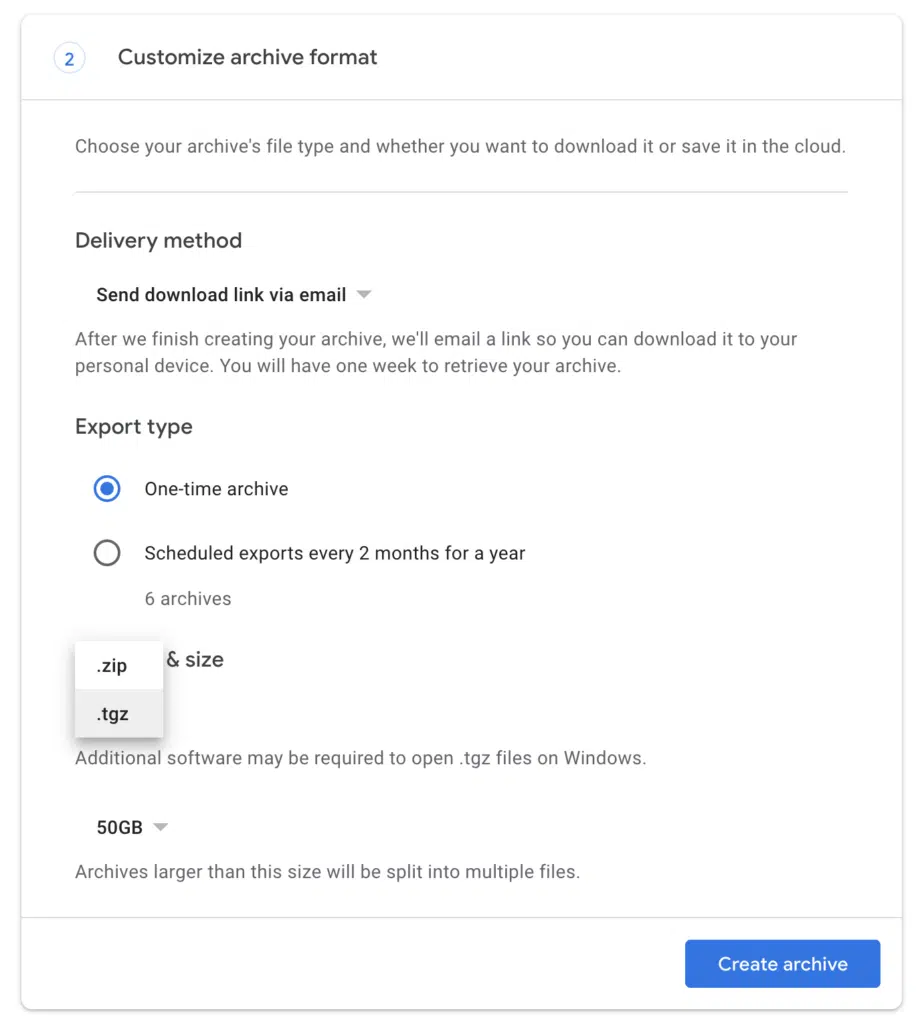 2
Customize archive format
Choose your archive's file type and whether you want to download it or save it in the cloud.
Delivery method
Send download link via email
After we finish creating your archive, we'll email a link so you can download it to your
personal device. You will have one week to retrieve your archive.
Export type
One-time archive
Scheduled exports every 2 months for a year
6 archives
& size
.zip
.tgz
Additional software may be required to open .tgz files on Windows.
50GB
Archives larger than this size will be split into multiple files.
Create archive